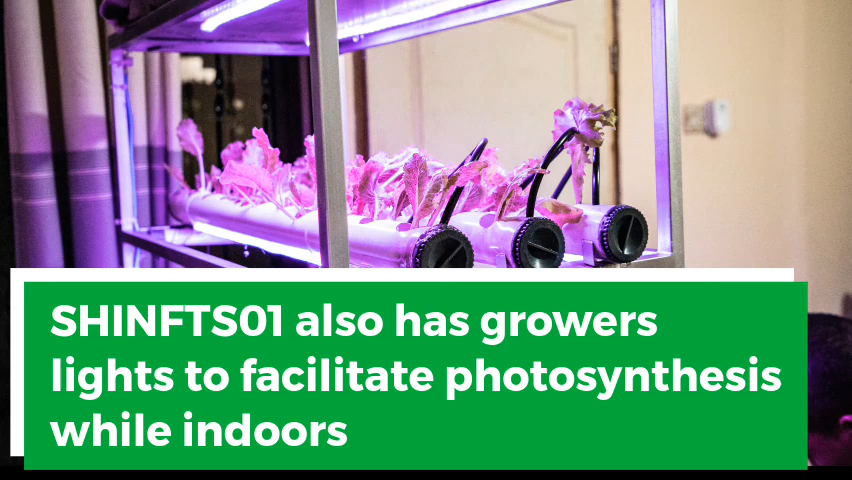 SHINFTS01 also has growers
lights to facilitate photosynthesis
while indoors